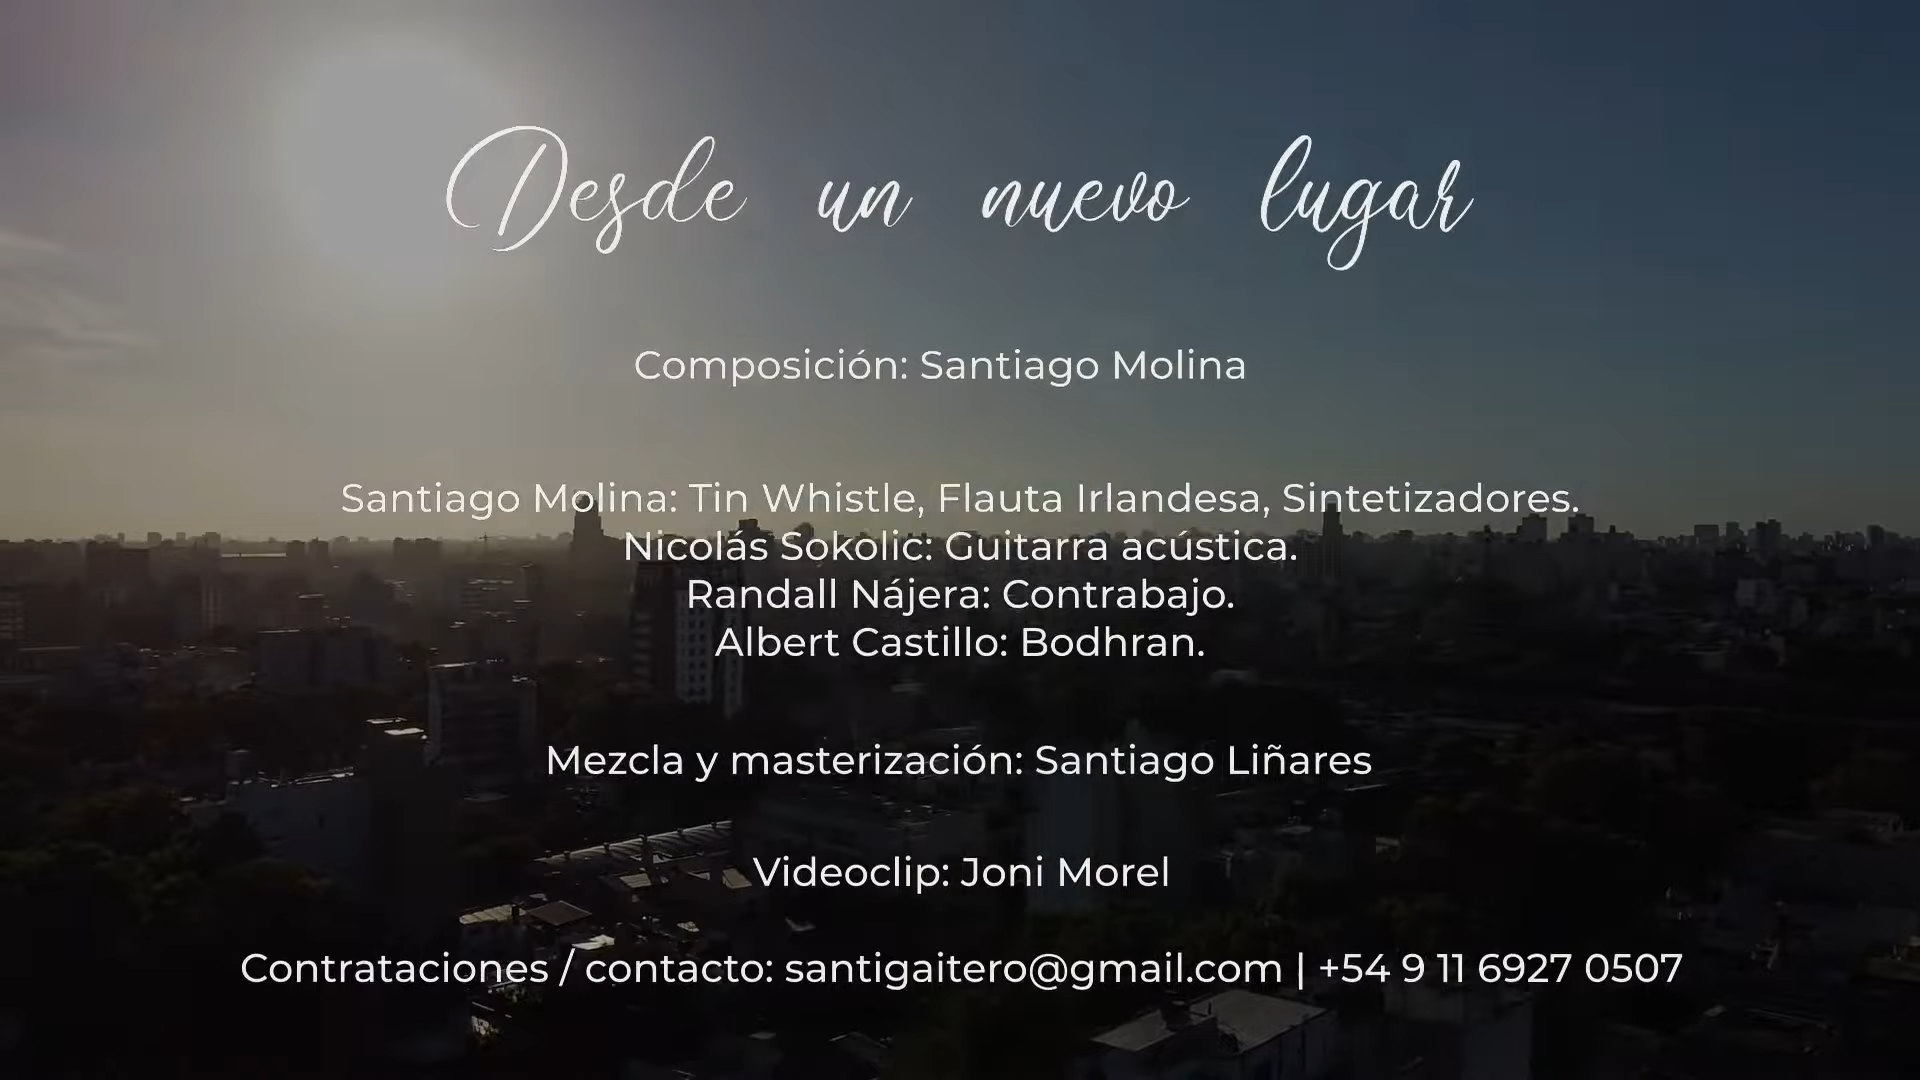 Desde un nuevo lugar
Composición: Santiago Molina
Santiago Molina: Tin Whistle, Flauta Irlandesa, Sintetizadores.
Nicolás Sokolic: Guitarra acústica.
Randall Nájera: Contrabajo.
Albert Castillo: Bodhran.
Mezcla y masterización: Santiago Liñares
Videoclip: Joni Morel
Contrataciones / contacto: santigaitero@gmail.com | +54 9 11 6927 0507